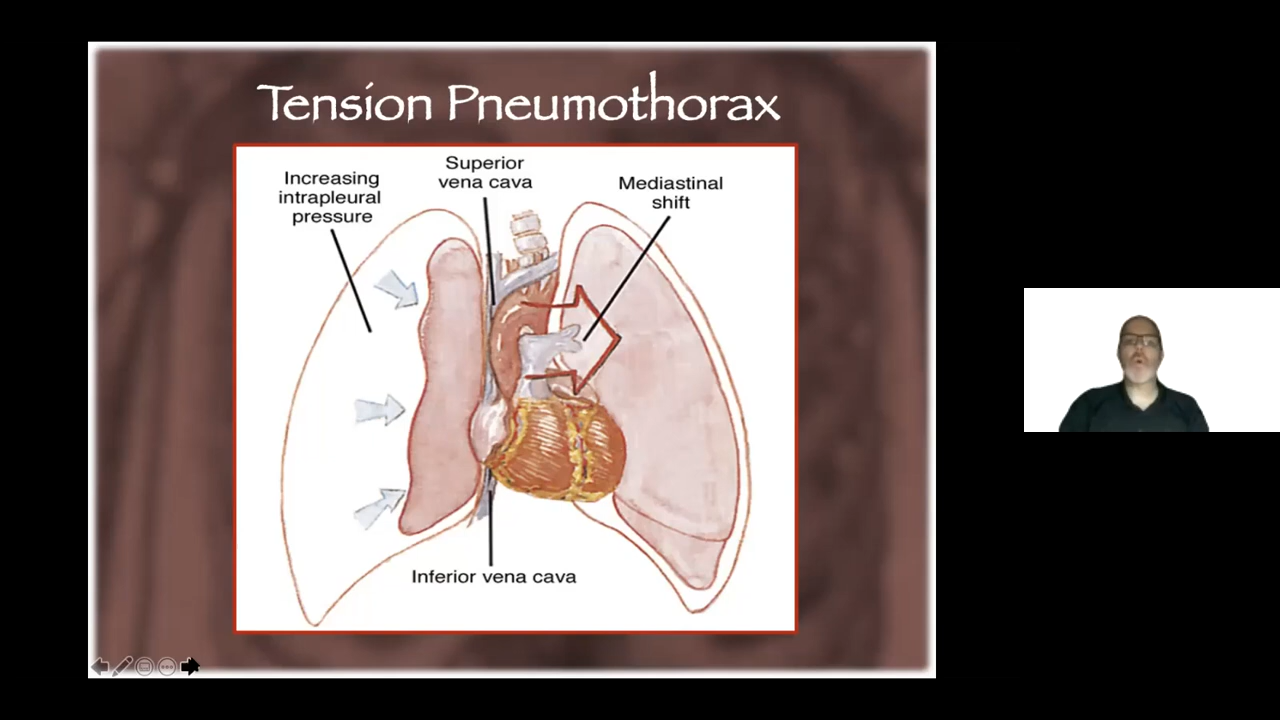 Tension Pneumothorax
Increasing
intrapleural
pressure
Superior
vena cava
Mediastinal
shift
Inferior vena cava